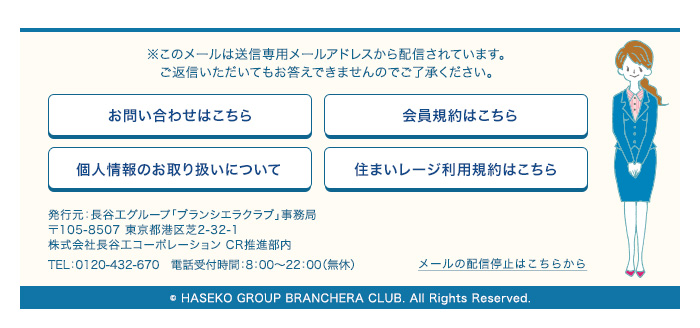 ※このメールは送信専用メールアドレスから配信されています。
ご返信いただいてもお答えできませんのでご了承ください。
お問い合わせはこちら
会員規約はこちら
個人情報のお取り扱いについて
住まいレージ利用規約はこちら
発行元：長谷工グループ「ブランシエラクラブ」事務局
〒105-8507 東京都港区芝2-32-1
株式会社長谷工コーポレーション CR推進部内
TEL：0120-432-670　電話受付時間：8：00～22：00（無休）
メールの配信停止はこちらから
© HASEKO GROUP BRANCHERA CLUB. All Rights Reserved.